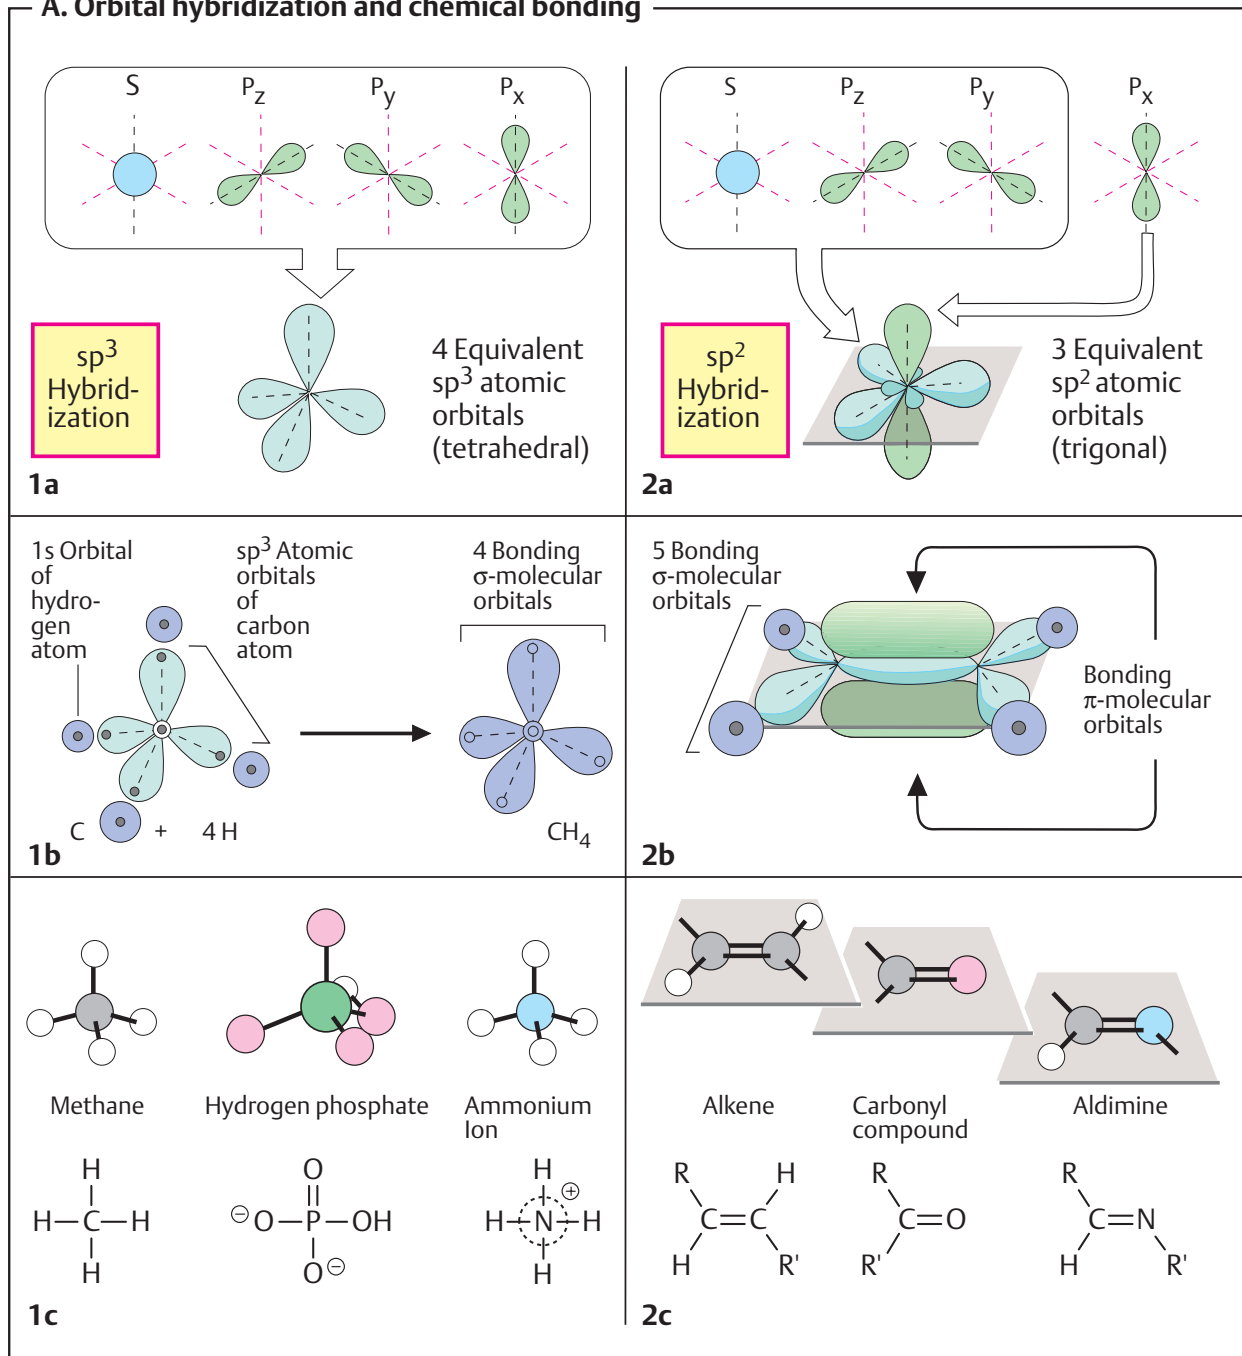 A. Orbital hybridization and chemical bonding
S
Pz
Py
Px
sp3
Hybrid-
ization
4 Equivalent
sp3 atomic
orbitals
(tetrahedral)
1a
S
Pz
Py
Px
sp2
Hybrid-
ization
3 Equivalent
sp2 atomic
orbitals
(trigonal)
2a
1s Orbital
of
hydro-
gen
atom
sp3 Atomic
orbitals
of
carbon
atom
4 Bonding
σ-molecular
orbitals
C + 4 H
CH4
1b
5 Bonding
σ-molecular
orbitals
Bonding
π-molecular
orbitals
2b
Methane
Hydrogen phosphate
Ammonium
Ion
H
H—C—H
H
O
⊖O—P—OH
O⊖
H ⊕
H—N—H
H
1c
Alkene
Carbonyl
compound
Aldimine
R H
C=C
H R'
R
C=O
R'
R
C=N
H R'
2c